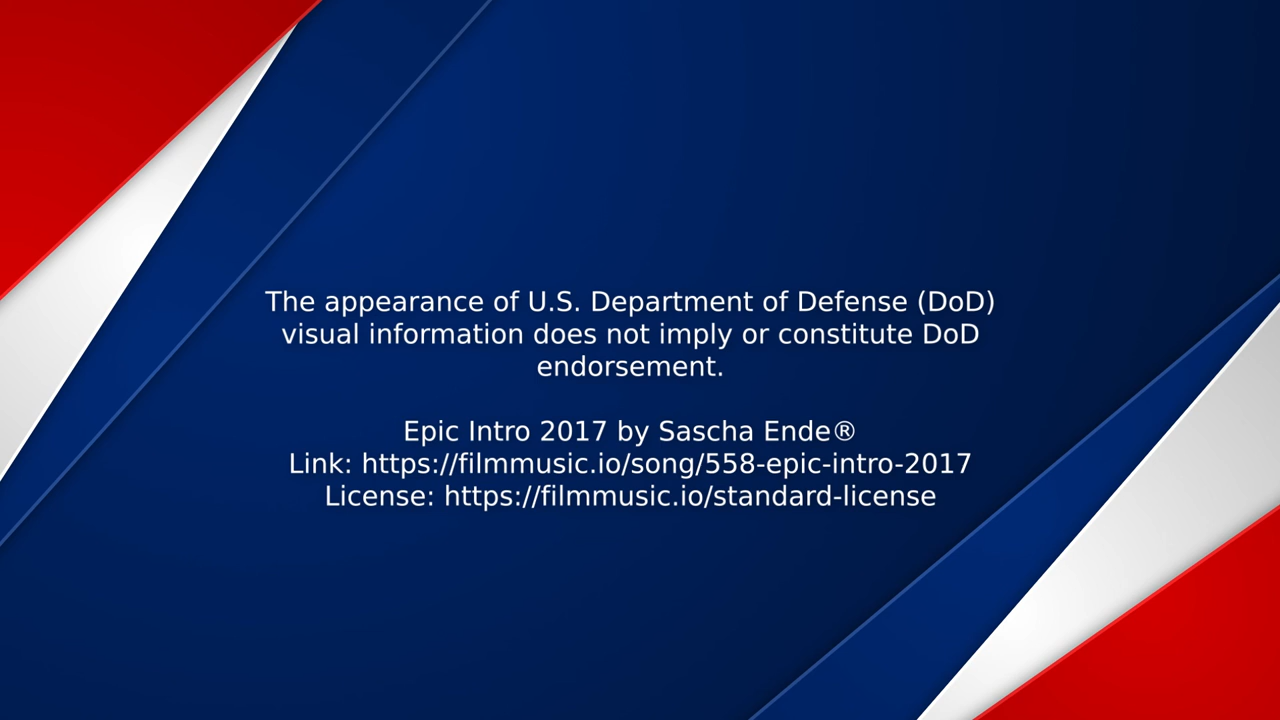 The appearance of U.S. Department of Defense (DoD)
visual information does not imply or constitute DoD
endorsement.
Epic Intro 2017 by Sascha Ende®
Link: https://filmmusic.io/song/558-epic-intro-2017
License: https://filmmusic.io/standard-license